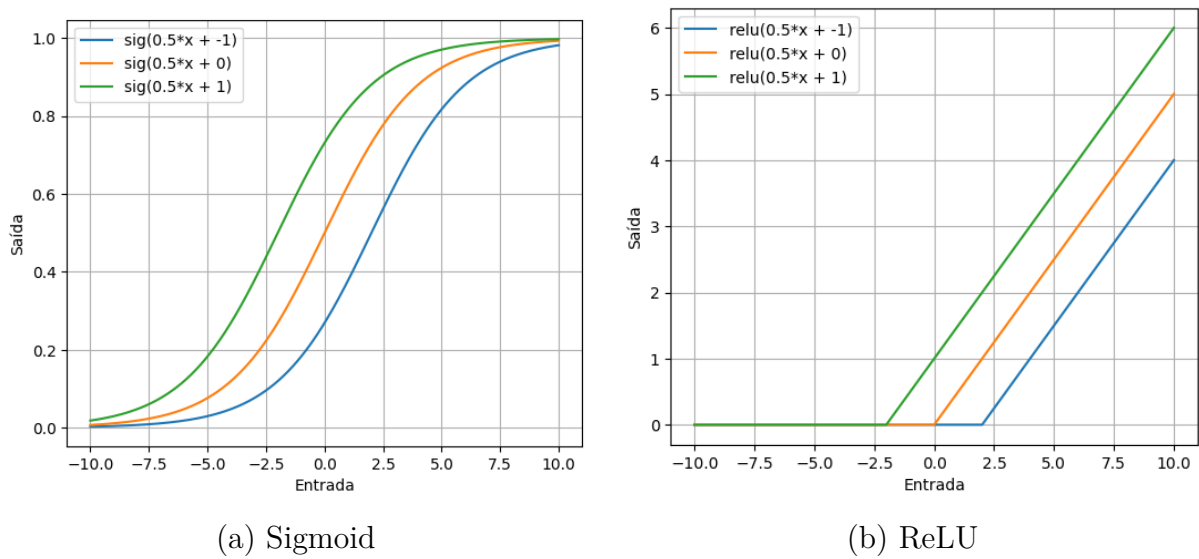 sig(0.5*x + -1)
sig(0.5*x + 0)
sig(0.5*x + 1)
1.0
0.8
0.6
0.4
0.2
0.0
Saída
−10.0 −7.5 −5.0 −2.5 0.0 2.5 5.0 7.5 10.0
Entrada
(a) Sigmoid
relu(0.5*x + -1)
relu(0.5*x + 0)
relu(0.5*x + 1)
6
5
4
3
2
1
0
Saída
−10.0 −7.5 −5.0 −2.5 0.0 2.5 5.0 7.5 10.0
Entrada
(b) ReLU